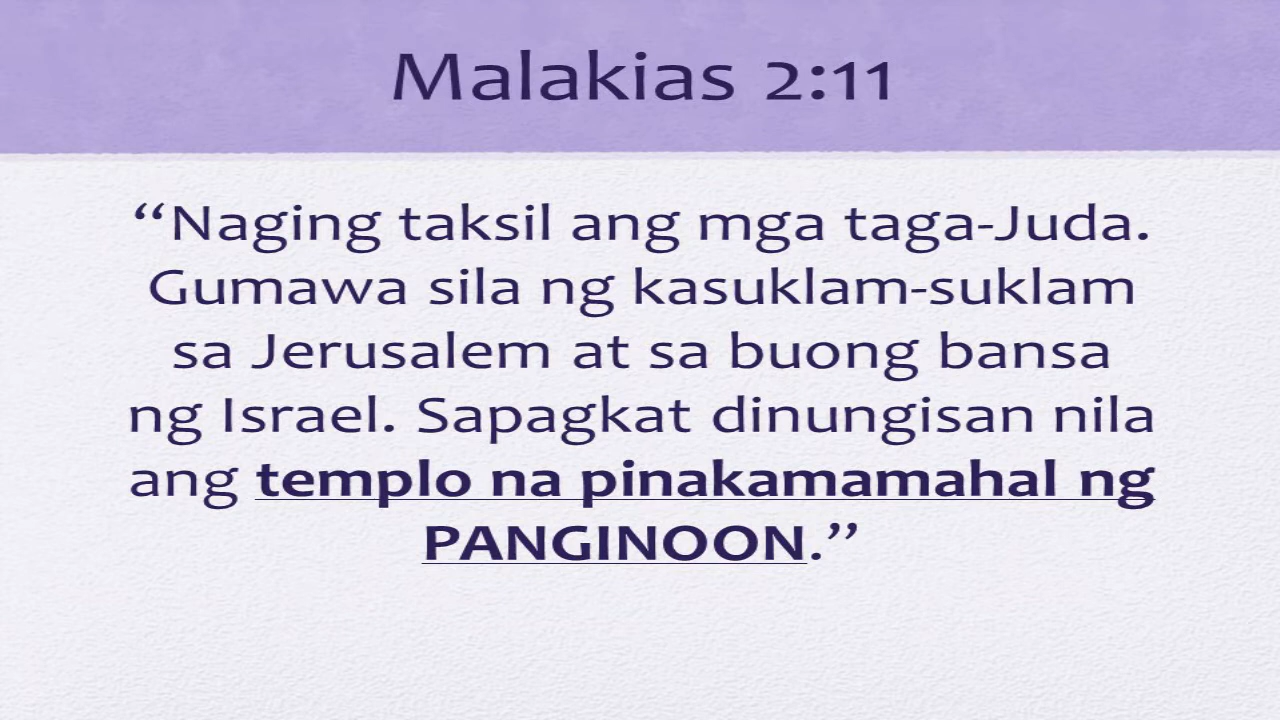 Malakias 2:11
“Naging taksil ang mga taga-Juda.
Gumawa sila ng kasuklam-suklam
sa Jerusalem at sa buong bansa
ng Israel. Sapagkat dinungisan nila
ang templo na pinakamamahal ng
PANGINOON.”